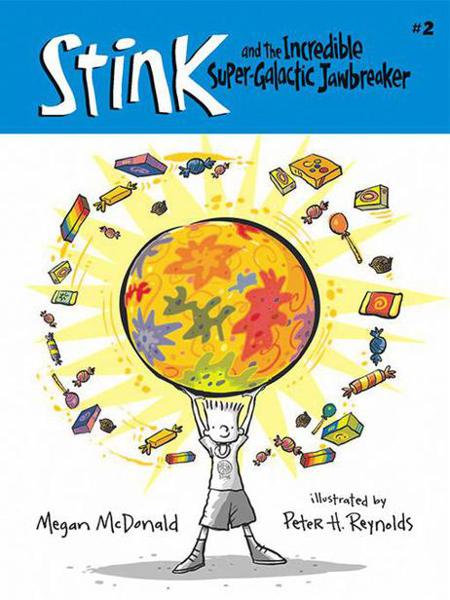 #2
Stink
and the Incredible
Super-Galactic Jawbreaker
Megan McDonald
illustrated by
Peter H. Reynolds